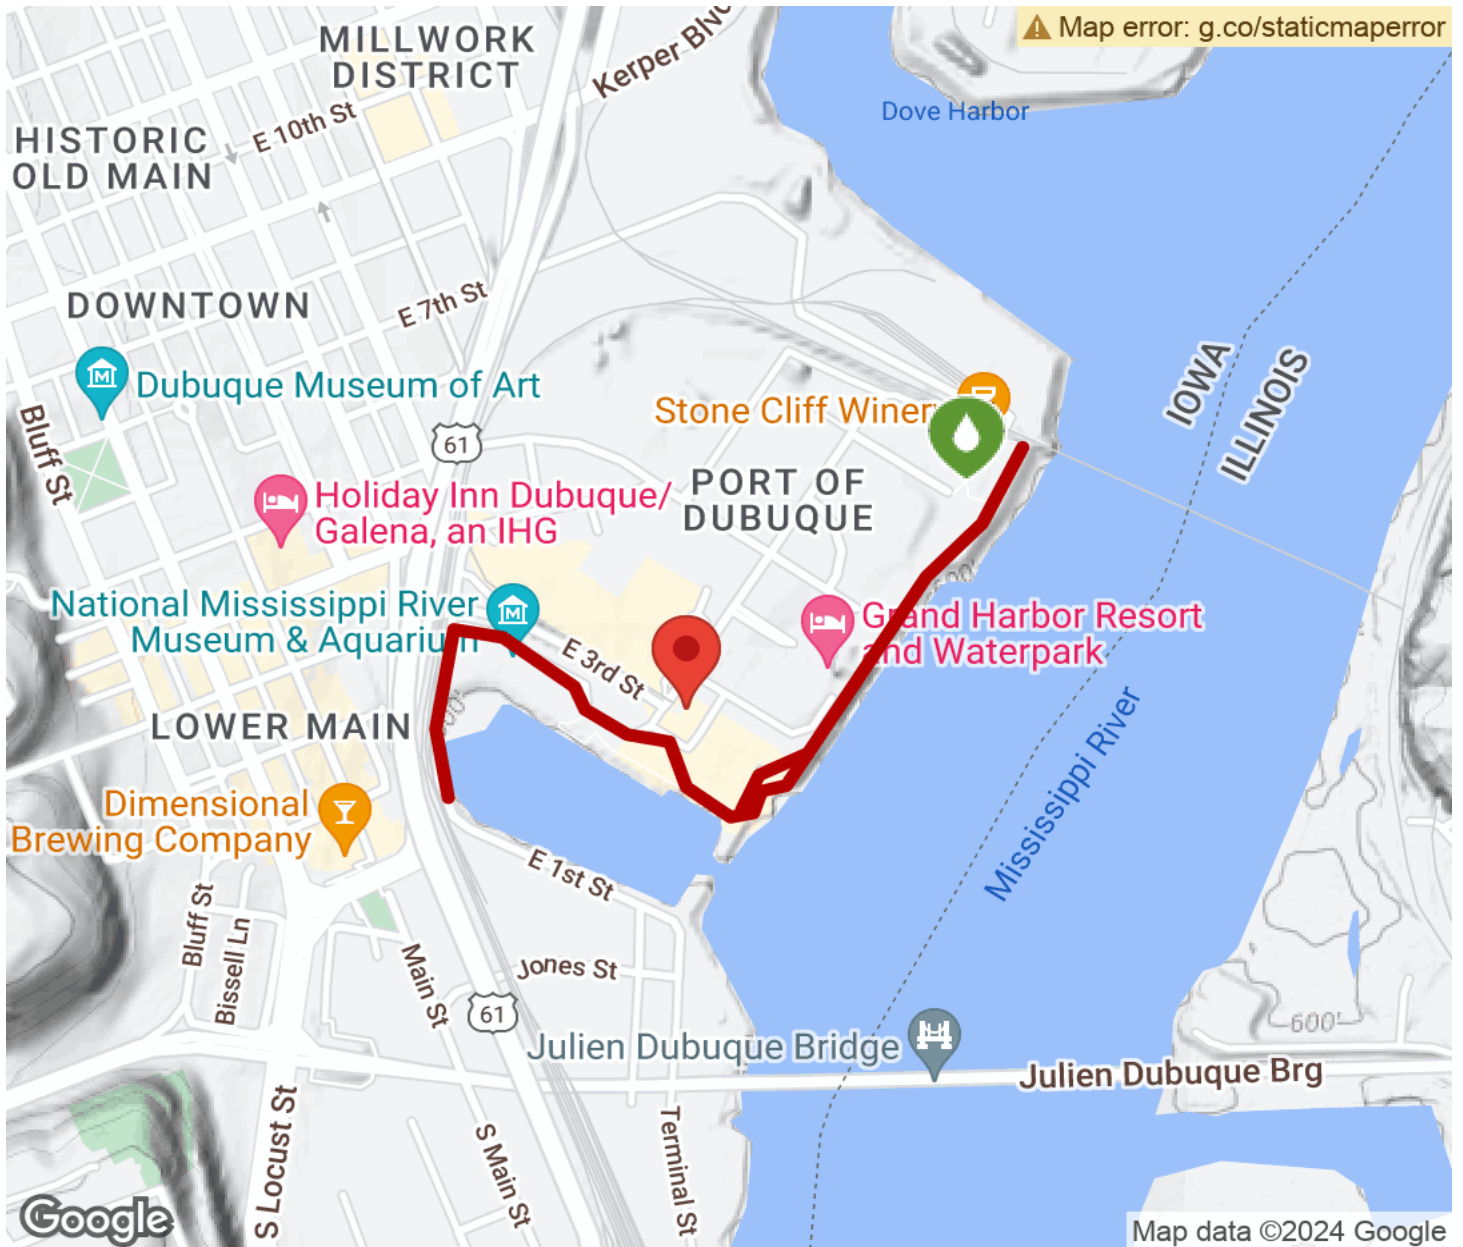 Map error: g.co/staticmaperror
MILLWORK
DISTRICT
Kerper Blvd
Dove Harbor
E 10th St
HISTORIC
OLD MAIN
E 7th St
DOWNTOWN
IOWA
ILLINOIS
Dubuque Museum of Art
Stone Cliff Winery
Bluff St
61
PORT OF
DUBUQUE
Holiday Inn Dubuque/
Galena, an IHG
National Mississippi River
Museum & Aquarium
Grand Harbor Resort
and Waterpark
E 3rd St
LOWER MAIN
Mississippi River
Dimensional
Brewing Company
E 1st St
Bluff St
Bissell Ln
Main St
Jones St
61
600'
Julien Dubuque Bridge
Julien Dubuque Brg
S Locust St
S Main St
Terminal St
Google
Map data ©2024 Google